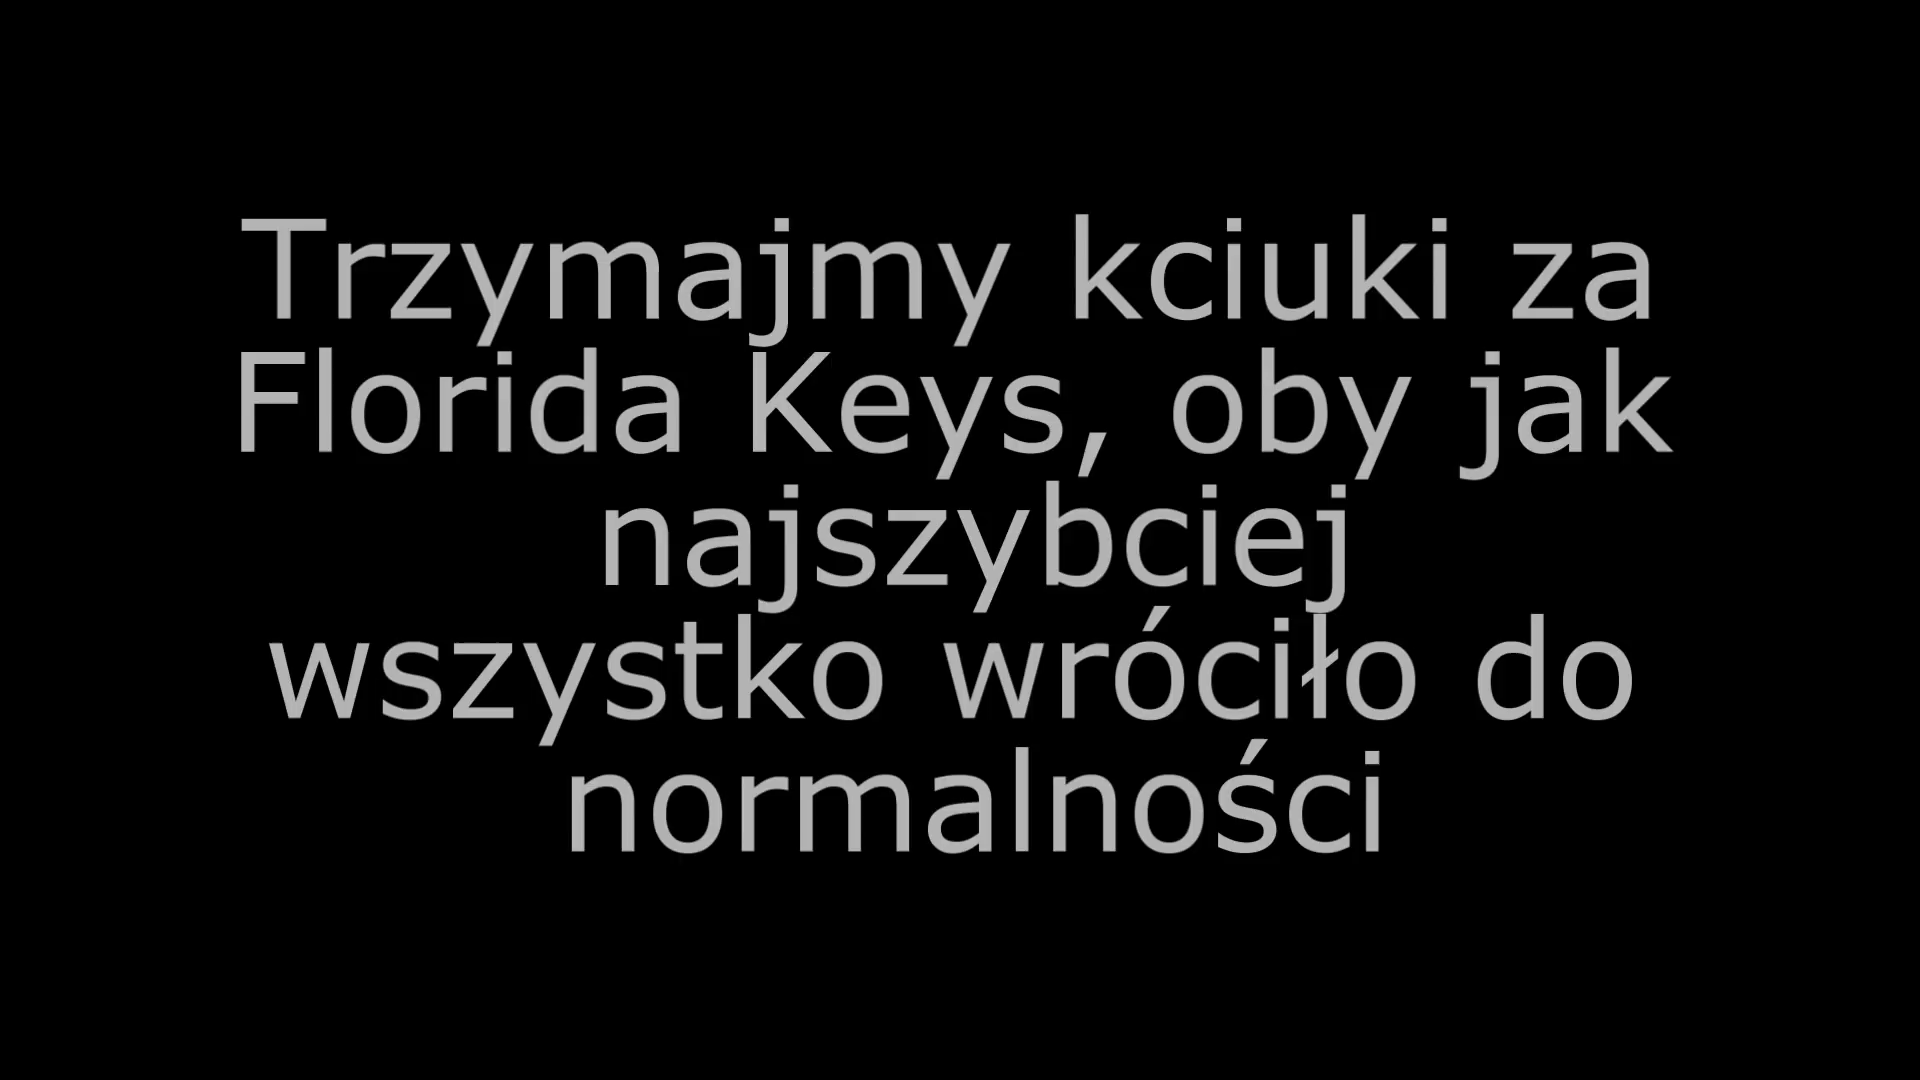 Trzymajmy kciuki za
Florida Keys, oby jak
najszybciej
wszystko wróciło do
normalności